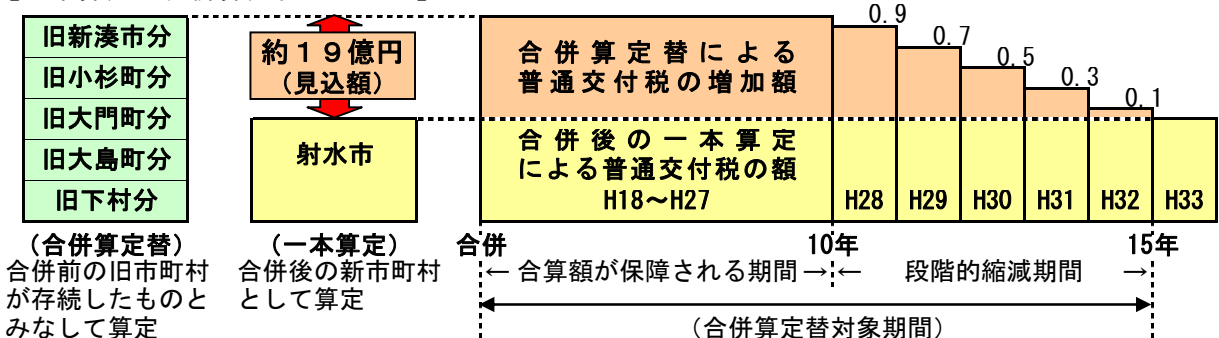 旧新湊市分
旧小杉町分
旧大門町分
旧大島町分
旧下村分
(合併算定替)
合併前の旧市町村
が存続したものと
みなして算定
約19億円
(見込額)
射水市
(一本算定)
合併後の新市町村
として算定
合併算定替による
普通交付税の増加額
合併後の一本算定
による普通交付税の額
H18～H27
0.9
0.7
0.5
0.3
0.1
H28
H29
H30
H31
H32
H33
合併
10年
15年
← 合算額が保障される期間 →
← 段階的縮減期間 →
(合併算定替対象期間)